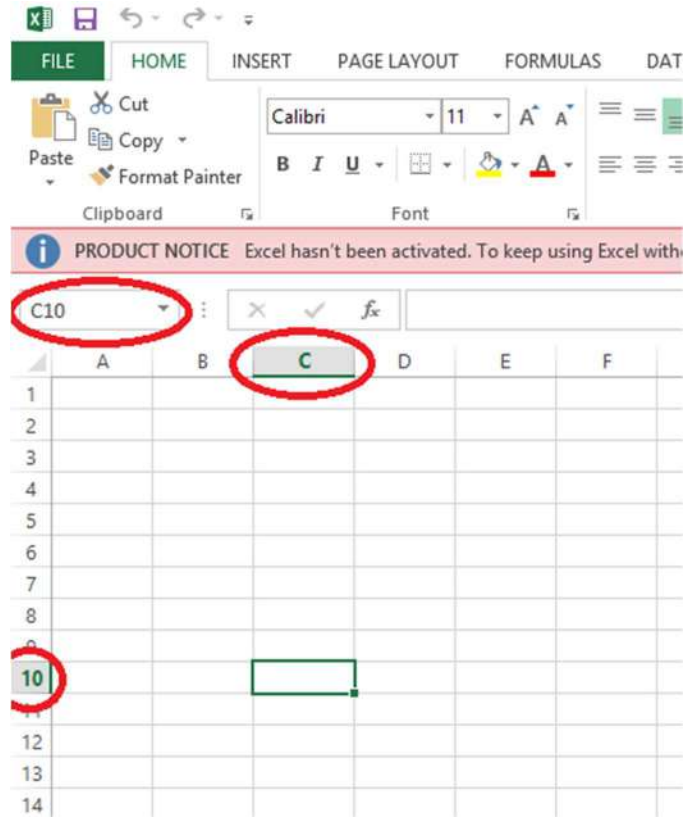 FILE HOME INSERT PAGE LAYOUT FORMULAS DAT
Cut
Copy
Paste
Format Painter
Calibri 11 A A
B I U A
Clipboard Font
PRODUCT NOTICE Excel hasn't been activated. To keep using Excel with
C10 fx
A B C D E F
1
2
3
4
5
6
7
8
9
10
11
12
13
14